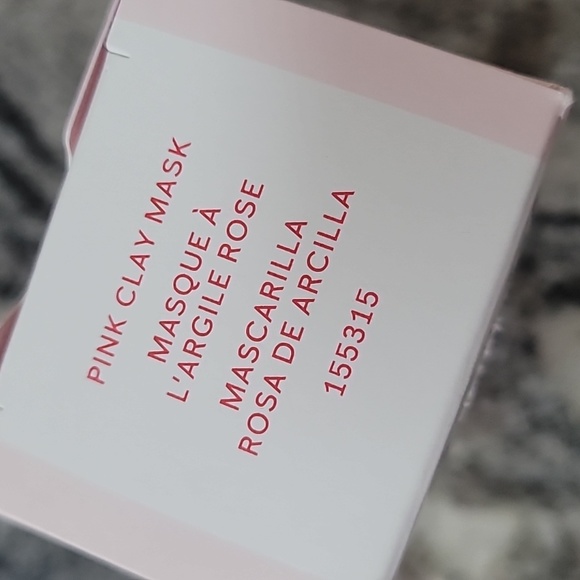 PINK CLAY MASK
MASQUE À
L'ARGILE ROSE
MASCARILLA
ROSA DE ARCILLA
155315